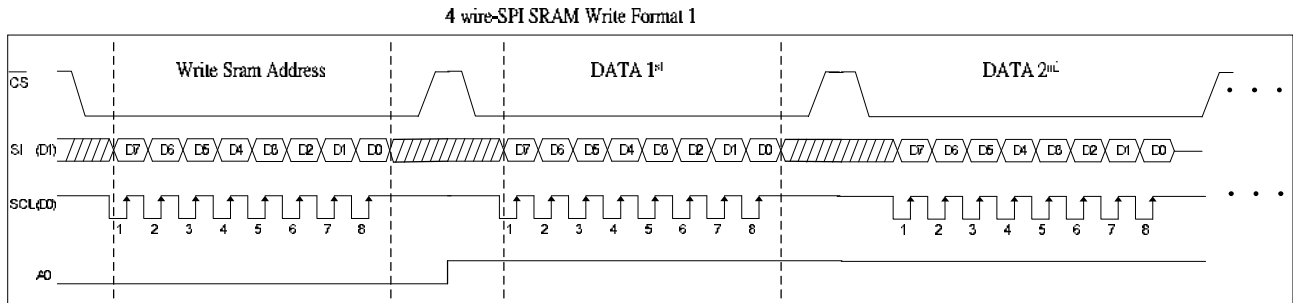 4 wire-SPI SRAM Write Format 1
Write Sram Address DATA 1st DATA 2nd
CS
SI (D1) D7 D6 D5 D4 D3 D2 D1 D0 D7 D6 D5 D4 D3 D2 D1 D0 D7 D6 D5 D4 D3 D2 D1 D0
SCL(D0)
1 2 3 4 5 6 7 8 1 2 3 4 5 6 7 8 1 2 3 4 5 6 7 8
A0